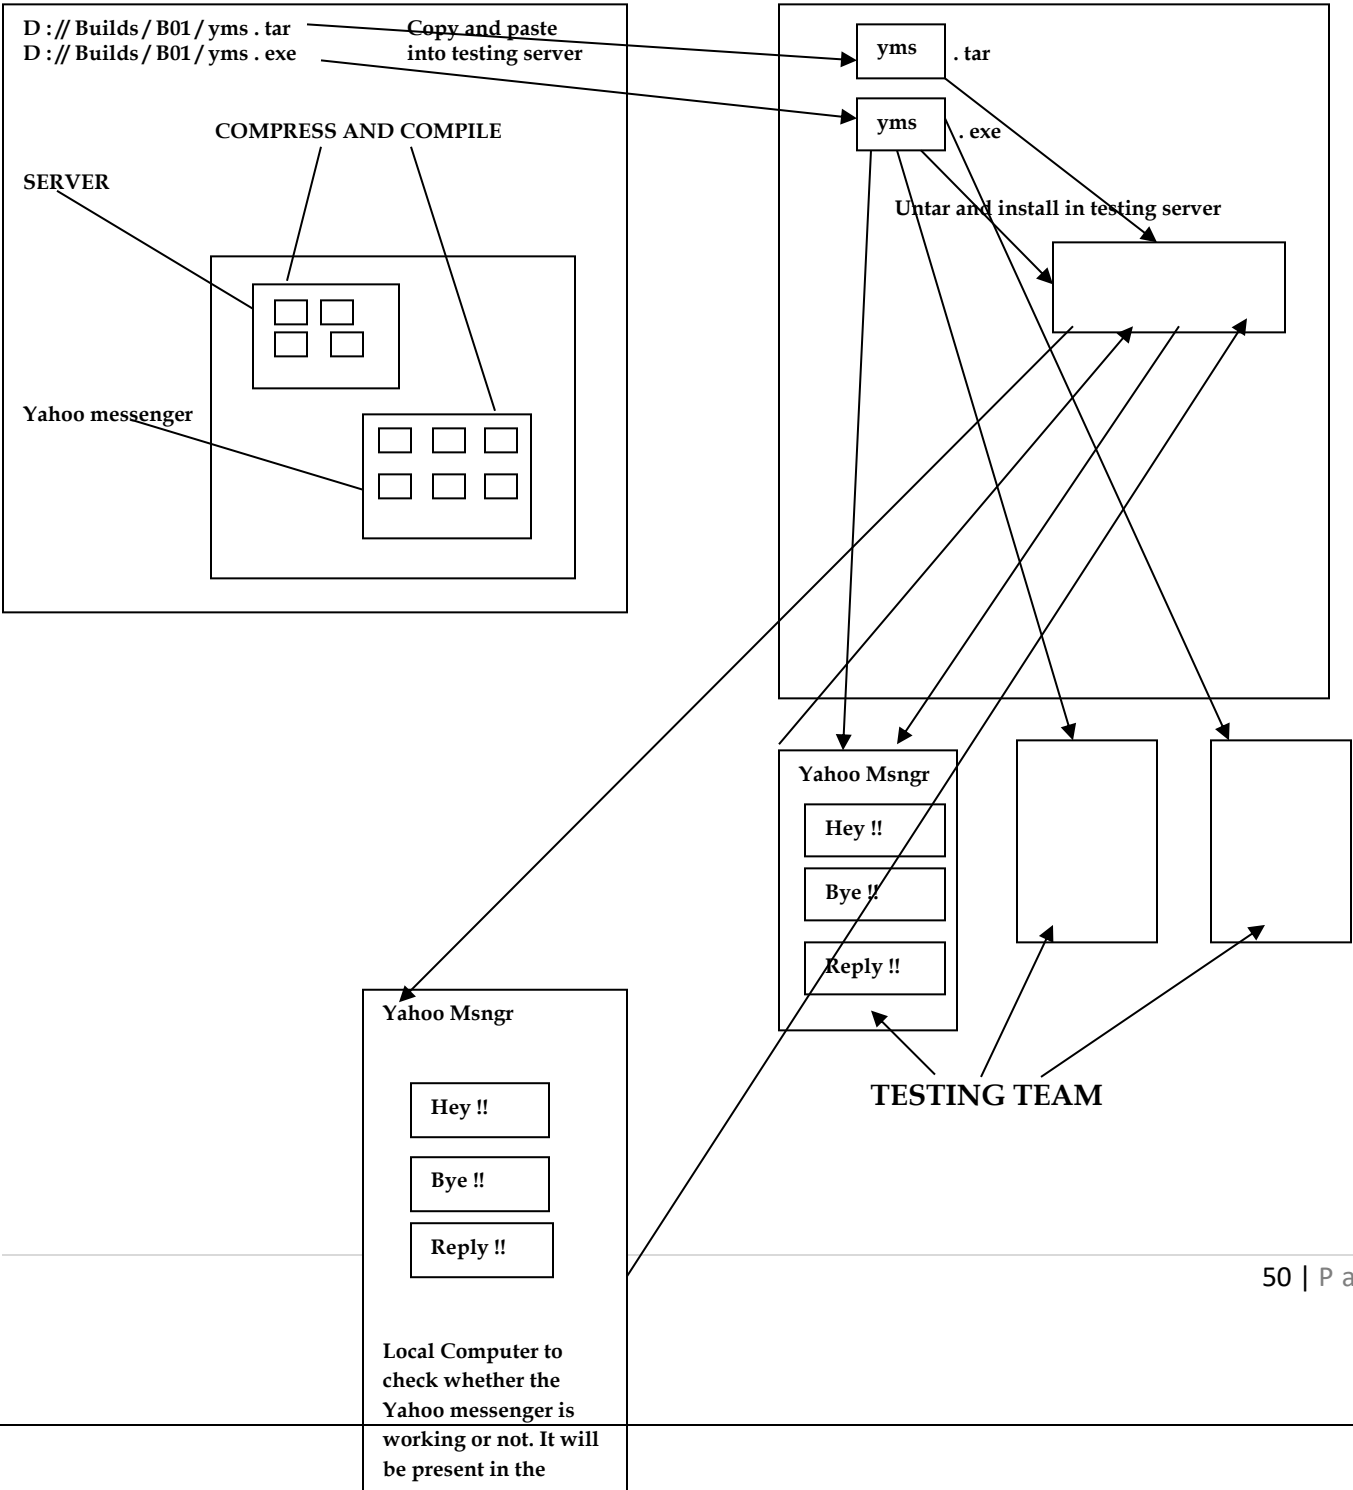 D :// Builds / B01 / yms . tar
D :// Builds / B01 / yms . exe
Copy and paste
into testing server
COMPRESS AND COMPILE
SERVER
Yahoo messenger
yms
. tar
yms
. exe
Untar and install in testing server
Yahoo Msngr
Hey !!
Bye !!
Reply !!
TESTING TEAM
Yahoo Msngr
Hey !!
Bye !!
Reply !!
Local Computer to
check whether the
Yahoo messenger is
working or not. It will
be present in the
50 | P a